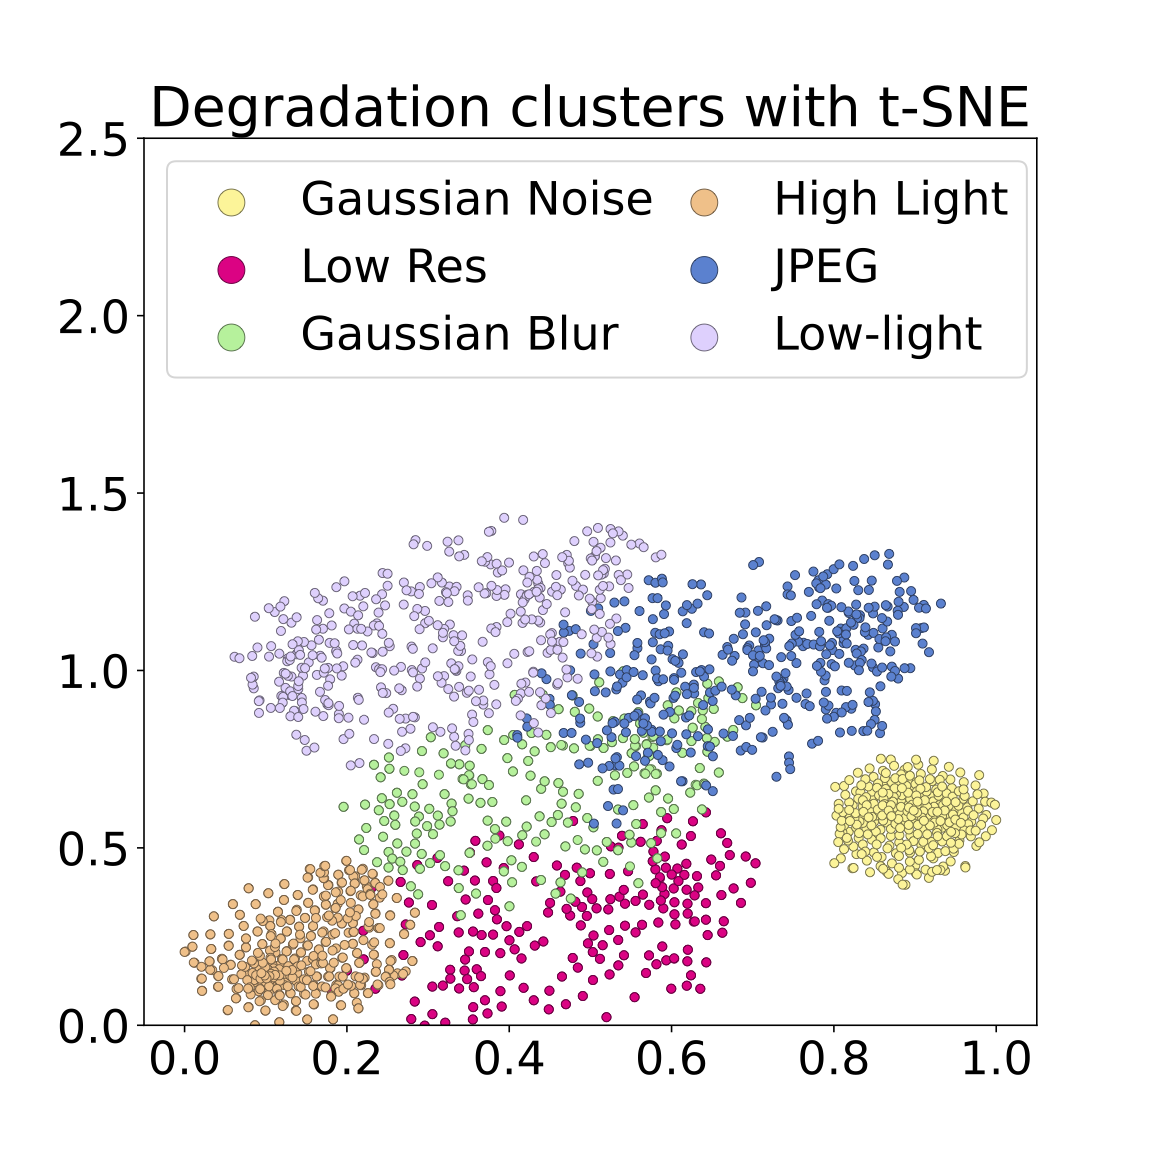 Degradation clusters with t-SNE
2.5
Gaussian Noise
High Light
Low Res
JPEG
Gaussian Blur
Low-light
2.0
1.5
1.0
0.5
0.0
0.0 0.2 0.4 0.6 0.8 1.0